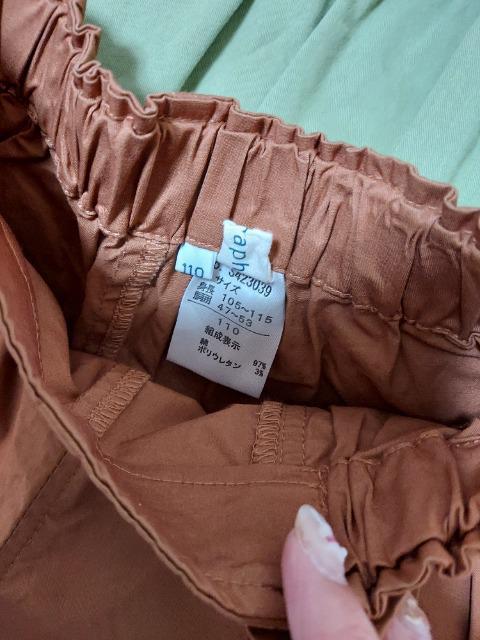 raph
110
S423039
サイズ
身長 105~115
胴囲 47~53
110
組成表示
綿 97%
ポリウレタン 3%